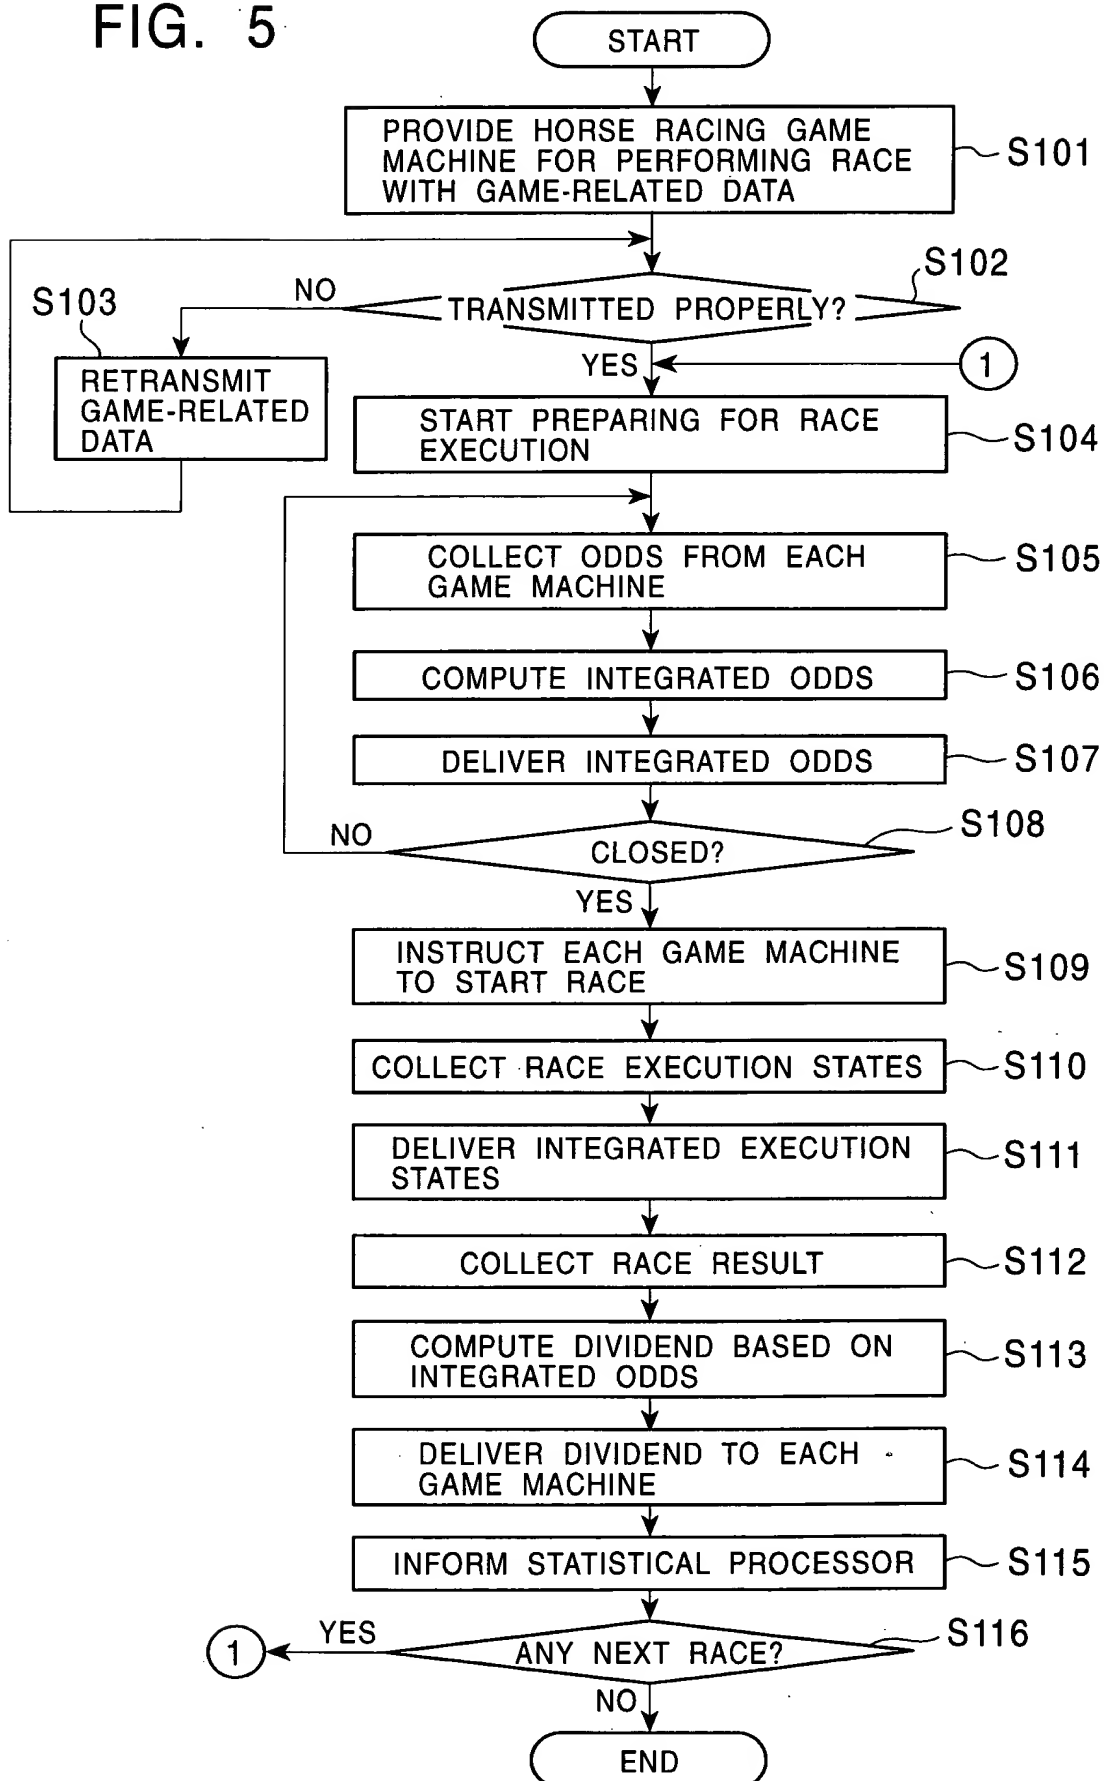 FIG. 5
START
PROVIDE HORSE RACING GAME
MACHINE FOR PERFORMING RACE
WITH GAME-RELATED DATA
S101
S102
TRANSMITTED PROPERLY?
NO
S103
YES
1
RETRANSMIT
GAME-RELATED
DATA
START PREPARING FOR RACE
EXECUTION
S104
COLLECT ODDS FROM EACH
GAME MACHINE
S105
COMPUTE INTEGRATED ODDS
S106
DELIVER INTEGRATED ODDS
S107
S108
NO
CLOSED?
YES
INSTRUCT EACH GAME MACHINE
TO START RACE
S109
COLLECT RACE EXECUTION STATES
S110
DELIVER INTEGRATED EXECUTION
STATES
S111
COLLECT RACE RESULT
S112
COMPUTE DIVIDEND BASED ON
INTEGRATED ODDS
S113
DELIVER DIVIDEND TO EACH
GAME MACHINE
S114
INFORM STATISTICAL PROCESSOR
S115
S116
YES
1
ANY NEXT RACE?
NO
END